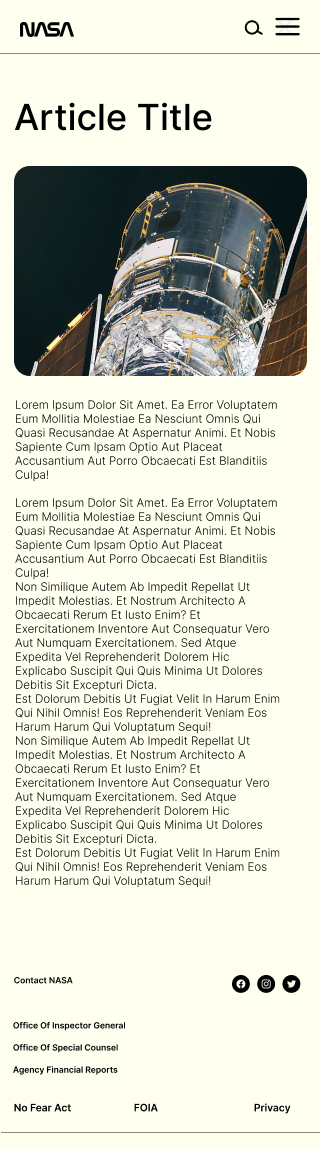 NASA
Article Title
Lorem Ipsum Dolor Sit Amet. Ea Error Voluptatem
Eum Mollitia Molestiae Ea Nesciunt Omnis Qui
Quasi Recusandae At Aspernatur Animi. Et Nobis
Sapiente Cum Ipsam Optio Aut Placeat
Accusantium Aut Porro Obcaecati Est Blanditiis
Culpa!
Lorem Ipsum Dolor Sit Amet. Ea Error Voluptatem
Eum Mollitia Molestiae Ea Nesciunt Omnis Qui
Quasi Recusandae At Aspernatur Animi. Et Nobis
Sapiente Cum Ipsam Optio Aut Placeat
Accusantium Aut Porro Obcaecati Est Blanditiis
Culpa!
Non Similique Autem Ab Impedit Repellat Ut
Impedit Molestias. Et Nostrum Architecto A
Obcaecati Rerum Et Iusto Enim? Et
Exercitationem Inventore Aut Consequatur Vero
Aut Numquam Exercitationem. Sed Atque
Expedita Vel Reprehenderit Dolorem Hic
Explicabo Suscipit Qui Quis Minima Ut Dolores
Debitis Sit Excepturi Dicta.
Est Dolorum Debitis Ut Fugiat Velit In Harum Enim
Qui Nihil Omnis! Eos Reprehenderit Veniam Eos
Harum Harum Qui Voluptatum Sequi!
Non Similique Autem Ab Impedit Repellat Ut
Impedit Molestias. Et Nostrum Architecto A
Obcaecati Rerum Et Iusto Enim? Et
Exercitationem Inventore Aut Consequatur Vero
Aut Numquam Exercitationem. Sed Atque
Expedita Vel Reprehenderit Dolorem Hic
Explicabo Suscipit Qui Quis Minima Ut Dolores
Debitis Sit Excepturi Dicta.
Est Dolorum Debitis Ut Fugiat Velit In Harum Enim
Qui Nihil Omnis! Eos Reprehenderit Veniam Eos
Harum Harum Qui Voluptatum Sequi!
Contact NASA
Office Of Inspector General
Office Of Special Counsel
Agency Financial Reports
No Fear Act FOIA Privacy